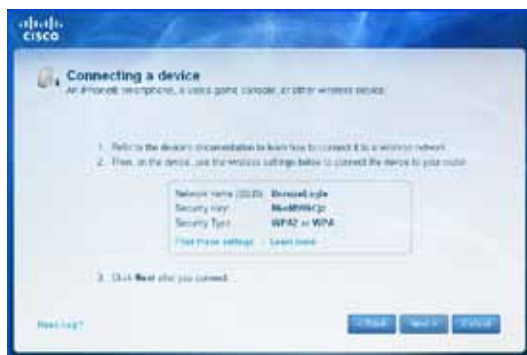 CISCO
Connecting a device
An iPhone® smartphone, a video game console, or other wireless device.
1. Refer to the device's documentation to learn how to connect it to a wireless network.
2. Then, on the device, use the wireless settings below to connect the device to your router.
Network name (SSID):
Security Key:
Security Type: WPA2 or WPA
Print these settings Learn more
3. Click Next after you connect.
Need help?
< Back Next > Cancel